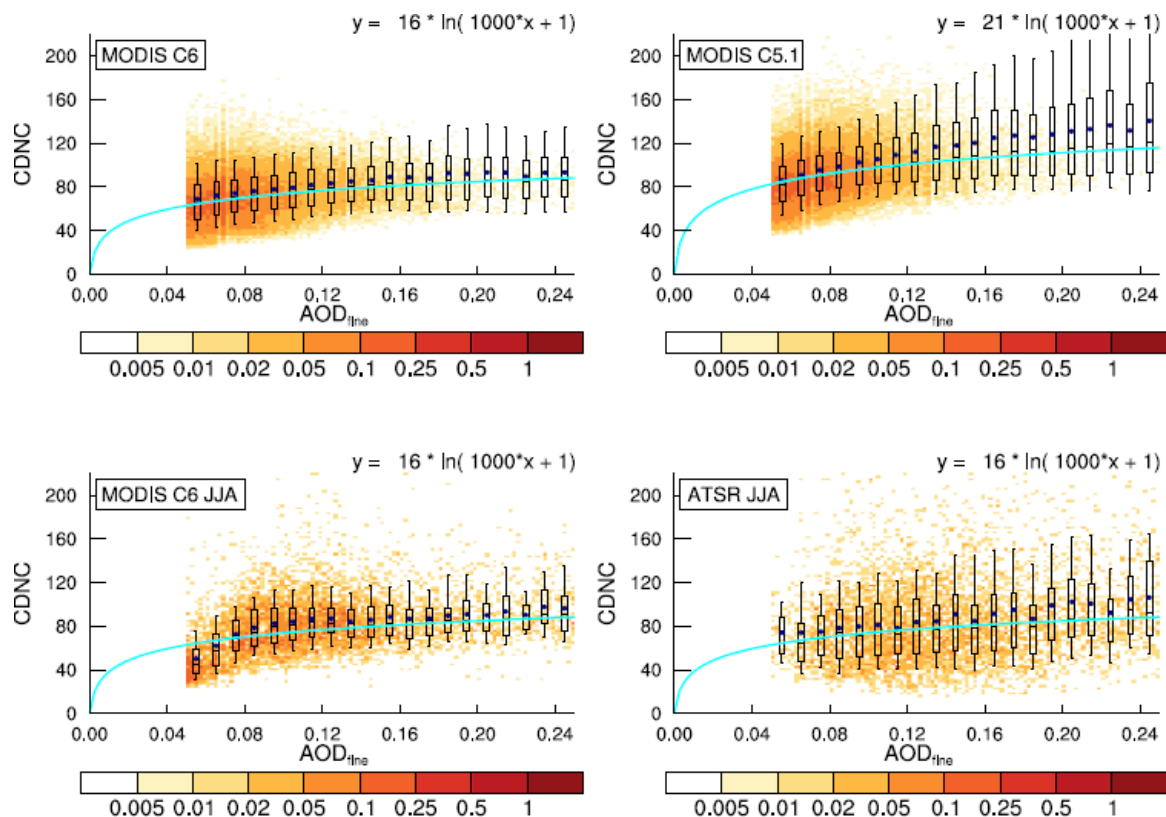 y = 16 * ln( 1000*x + 1)
MODIS C6
CDNC
220
160
120
80
40
0
0.00 0.04 0.08 0.12 0.16 0.20 0.24
AODfine
0.005 0.01 0.02 0.05 0.1 0.25 0.5 1
y = 21 * ln( 1000*x + 1)
MODIS C5.1
CDNC
200
160
120
80
40
0
0.00 0.04 0.08 0.12 0.16 0.20 0.24
AODfine
0.005 0.01 0.02 0.05 0.1 0.25 0.5 1
y = 16 * ln( 1000*x + 1)
MODIS C6 JJA
CDNC
200
160
120
80
40
0
0.00 0.04 0.08 0.12 0.16 0.20 0.24
AODfine
0.005 0.01 0.02 0.05 0.1 0.25 0.5 1
y = 16 * ln( 1000*x + 1)
ATSR JJA
CDNC
200
160
120
80
40
0
0.00 0.04 0.08 0.12 0.16 0.20 0.24
AODfine
0.005 0.01 0.02 0.05 0.1 0.25 0.5 1